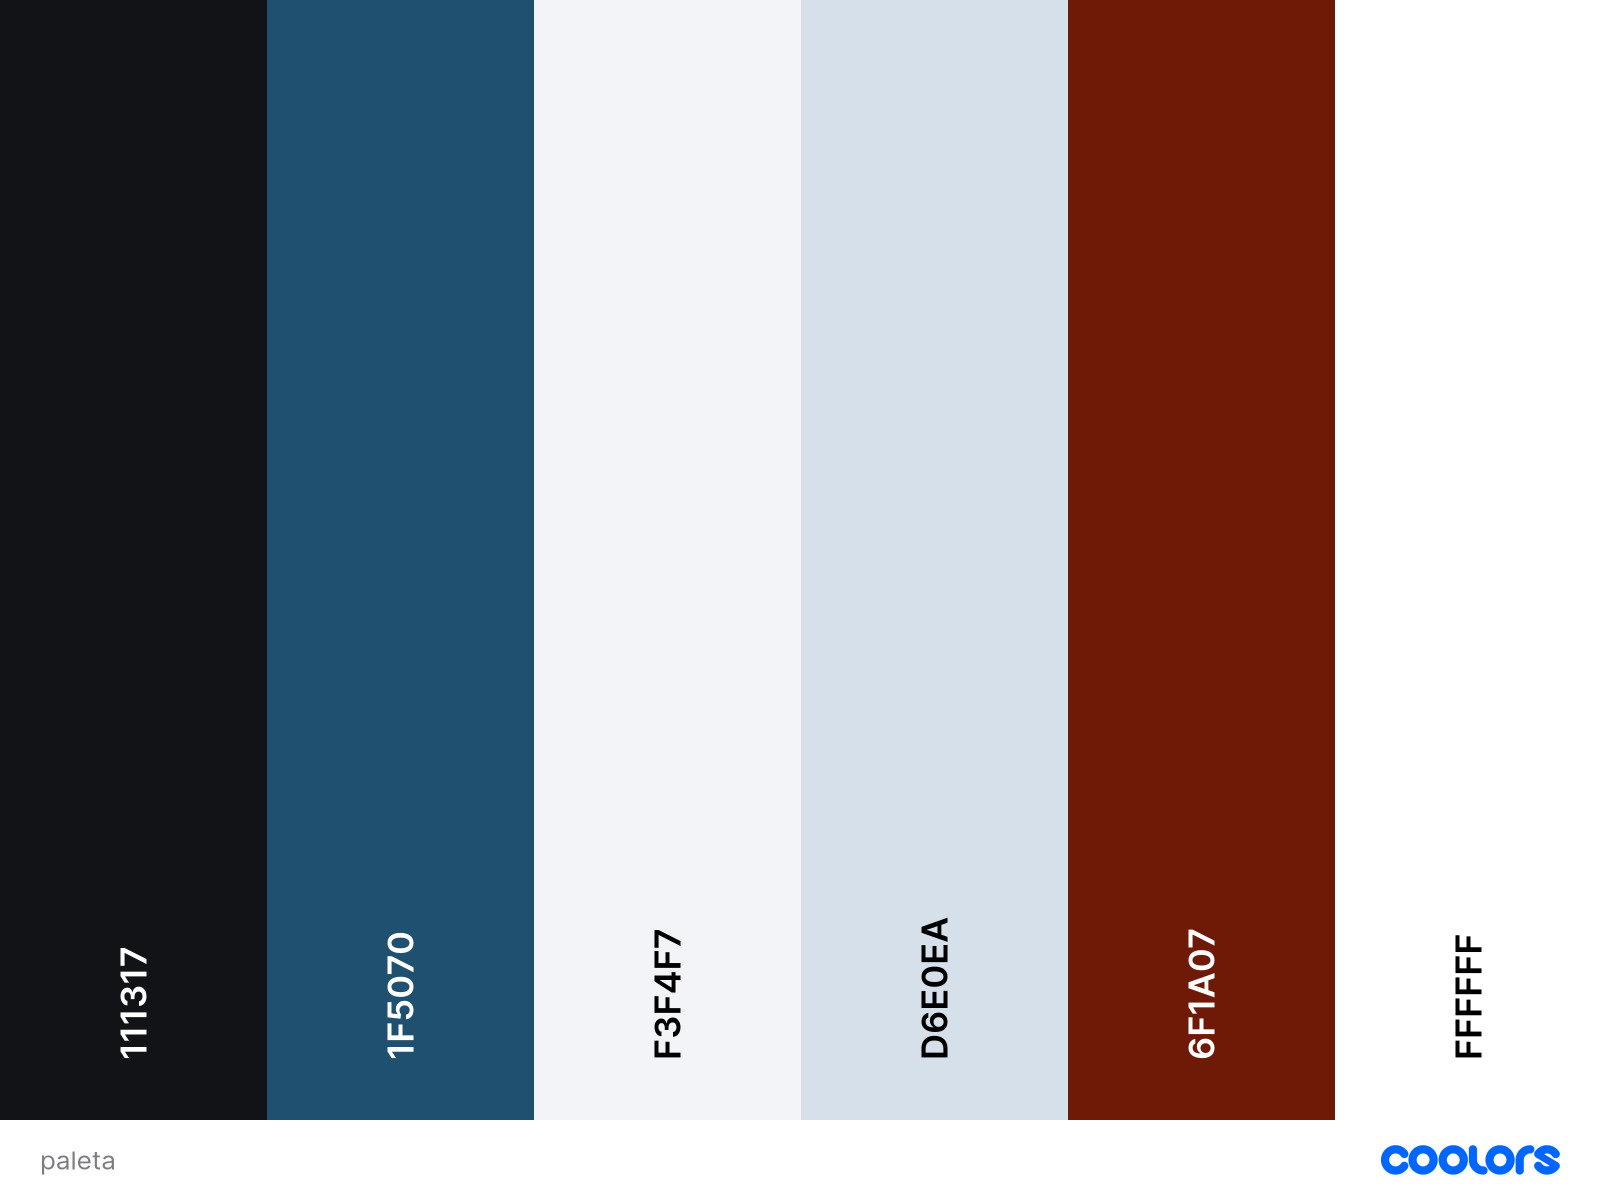 111317
1F5070
F3F4F7
D6E0EA
6F1A07
FFFFFF
paleta
coolors